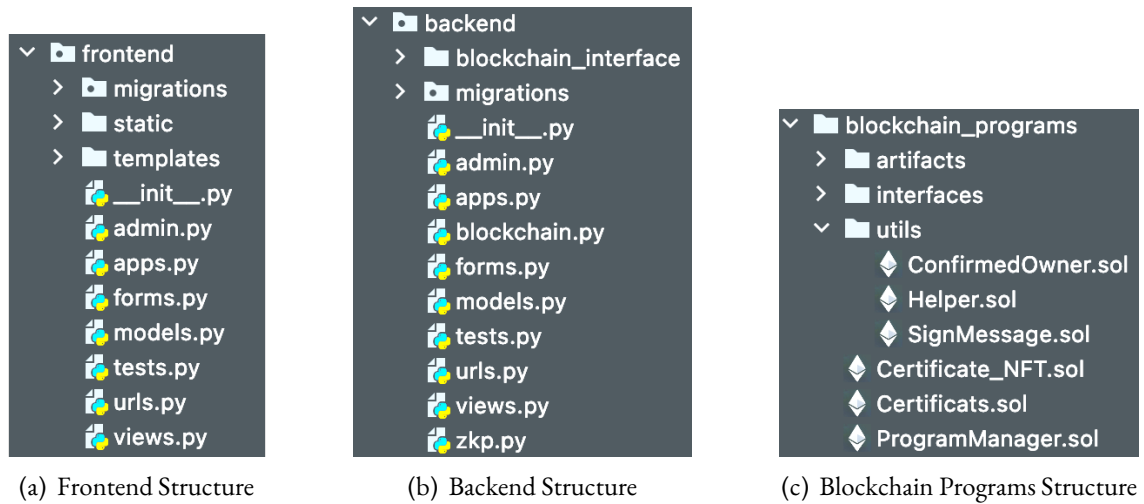 frontend
migrations
static
templates
__init__.py
admin.py
apps.py
forms.py
models.py
tests.py
urls.py
views.py
(a) Frontend Structure
backend
blockchain_interface
migrations
__init__.py
admin.py
apps.py
blockchain.py
forms.py
models.py
tests.py
urls.py
views.py
zkp.py
(b) Backend Structure
blockchain_programs
artifacts
interfaces
utils
ConfirmedOwner.sol
Helper.sol
SignMessage.sol
Certificate_NFT.sol
Certificats.sol
ProgramManager.sol
(c) Blockchain Programs Structure